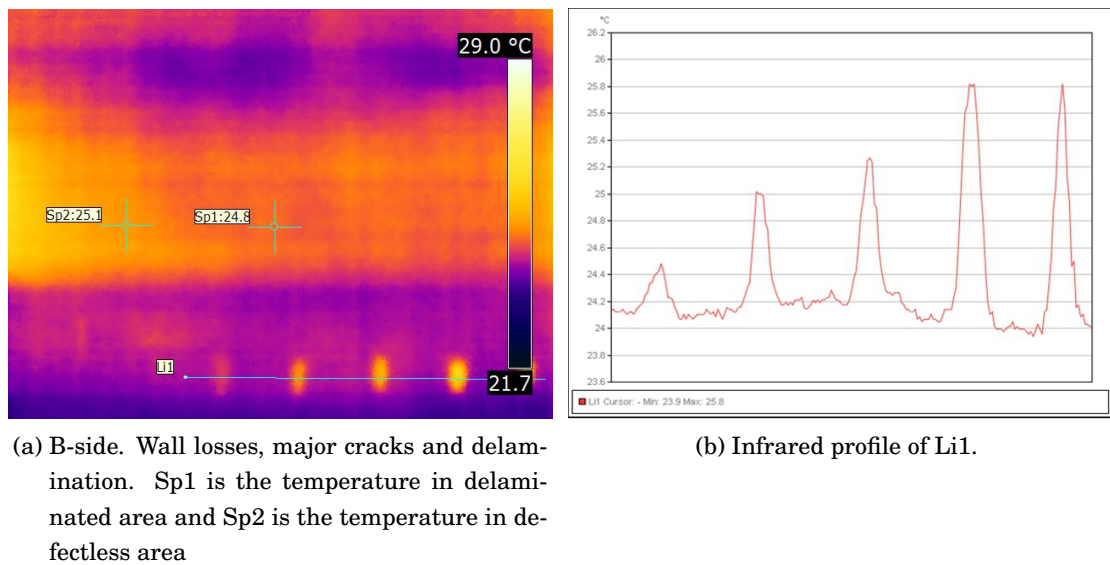 29.0 °C
Sp2:25.1
Sp1:24.8
Li1
21.7
°C
26.2
26
25.8
25.6
25.4
25.2
25
24.8
24.6
24.4
24.2
24
23.8
23.6
Li1 Cursor: - Min: 23.9 Max: 25.8
(a) B-side. Wall losses, major cracks and delam-
ination. Sp1 is the temperature in delami-
nated area and Sp2 is the temperature in de-
fectless area
(b) Infrared profile of Li1.